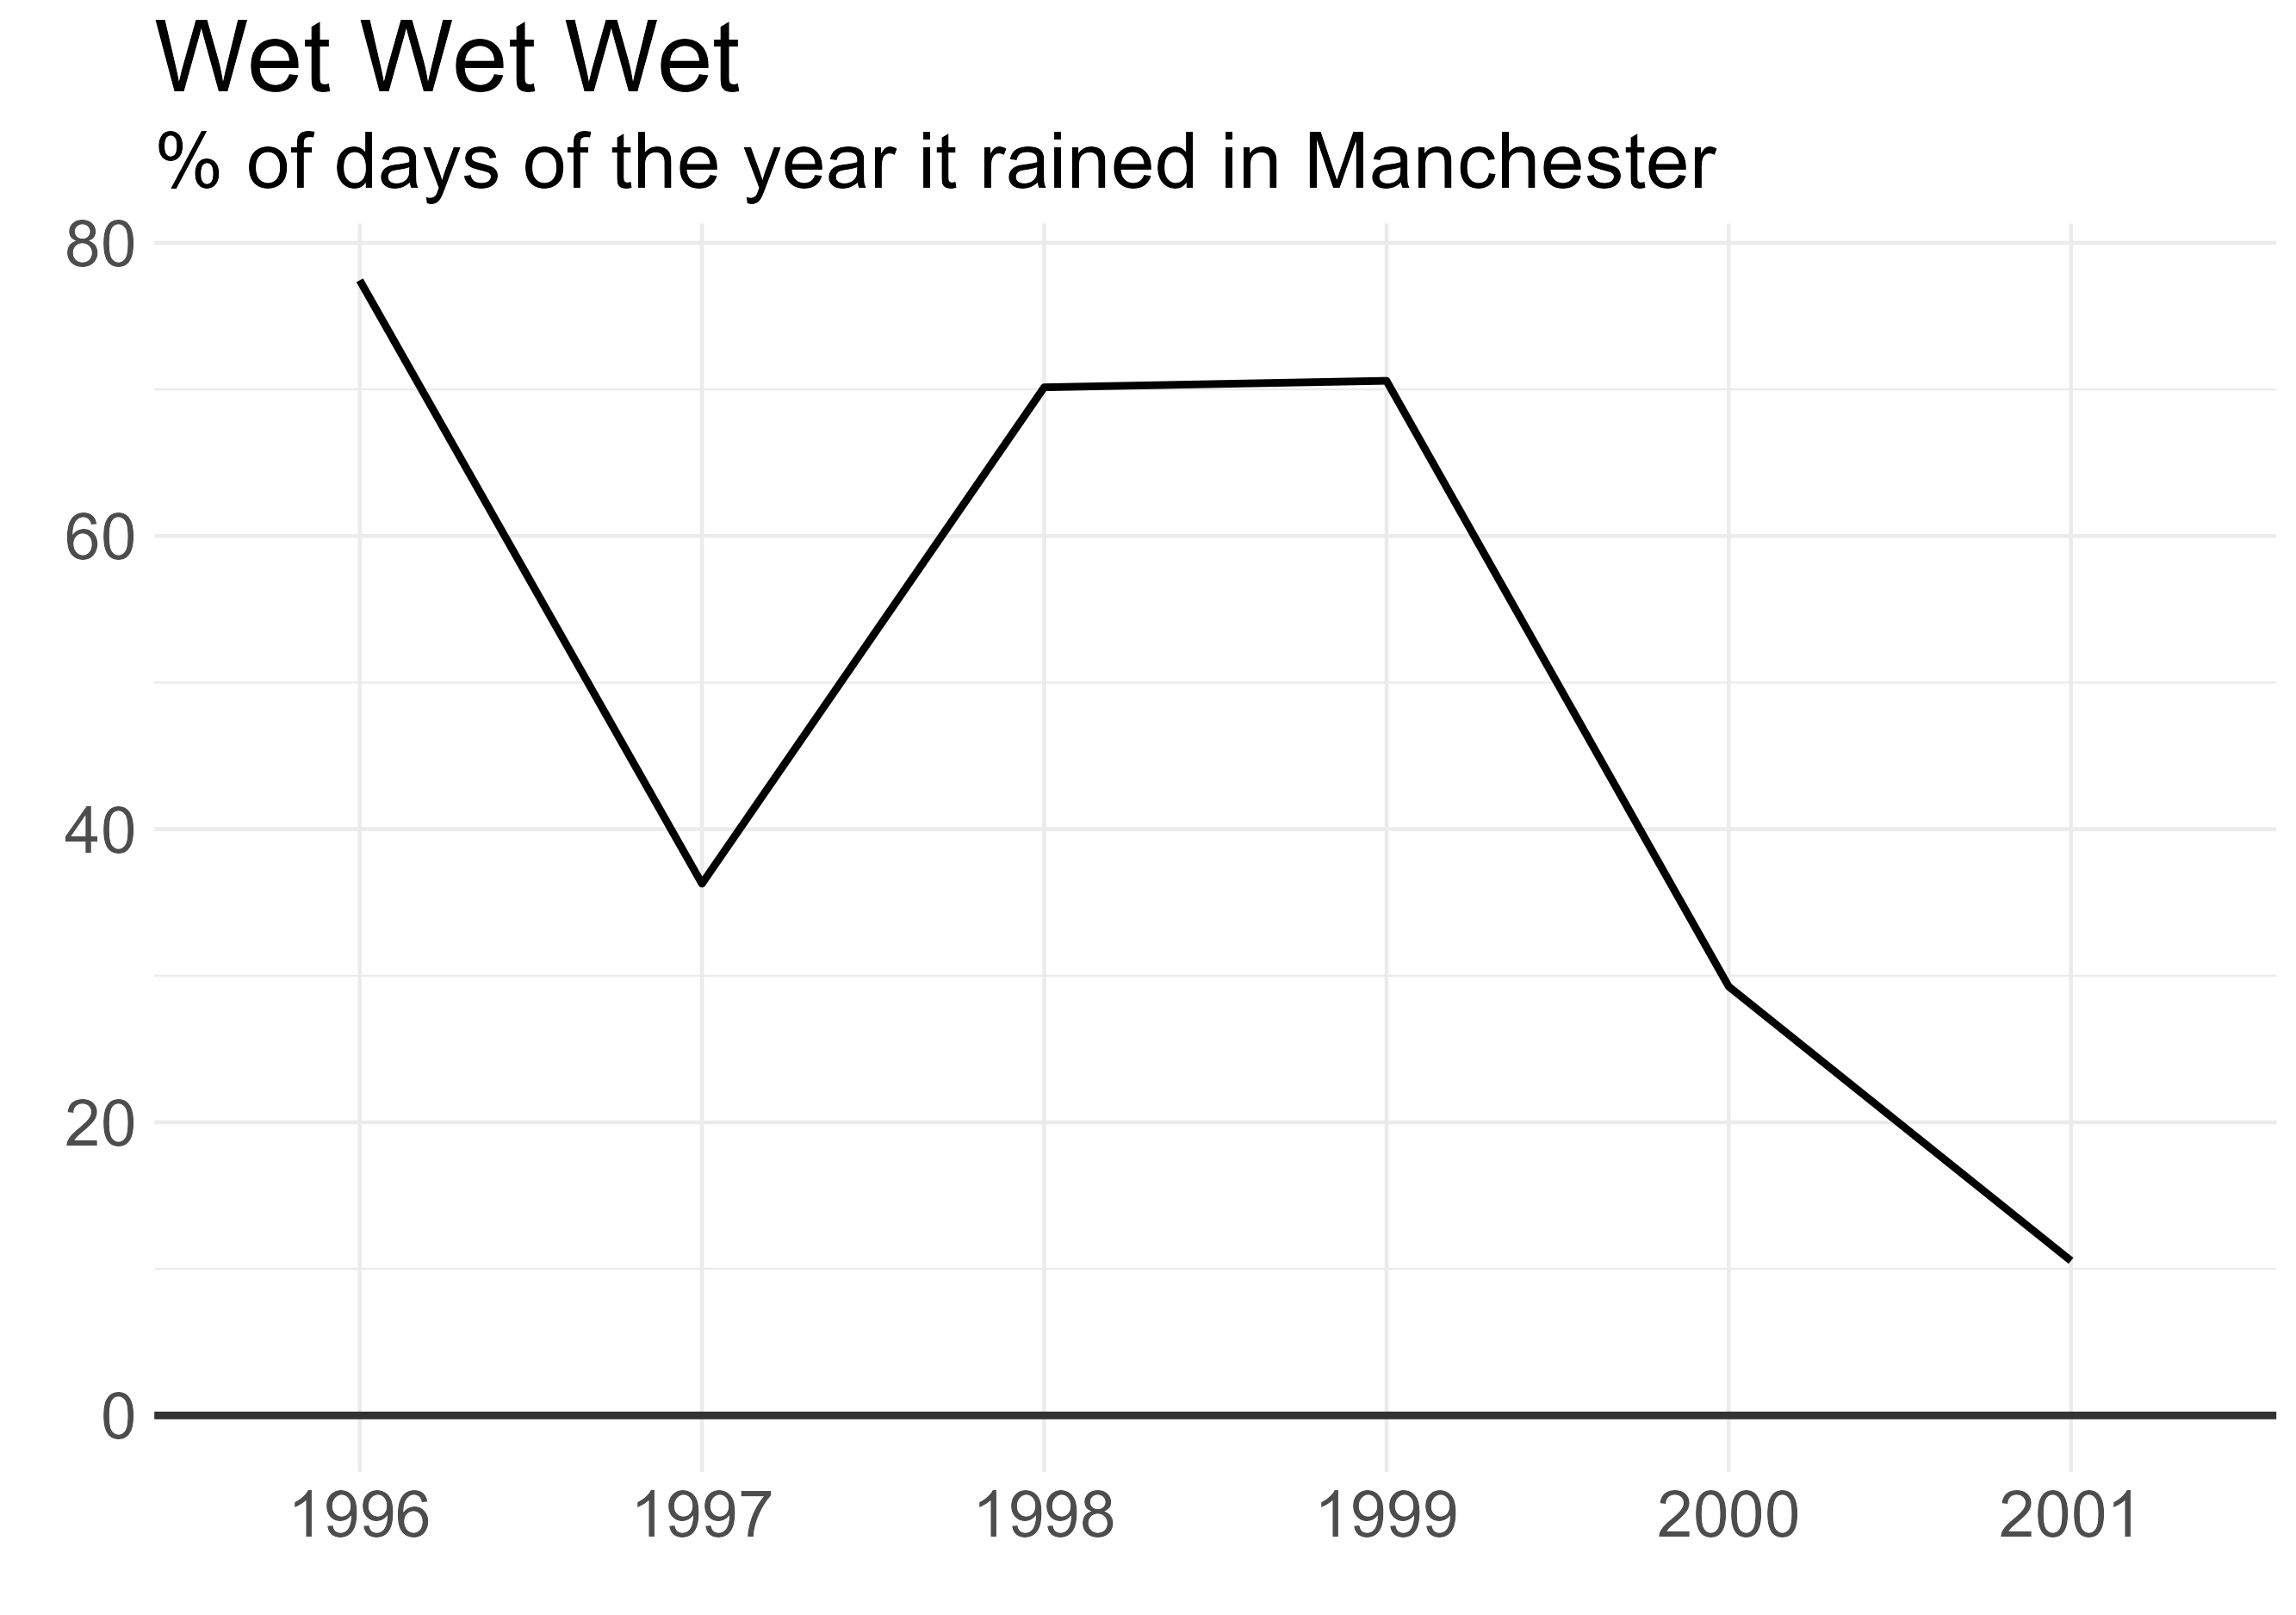 Wet Wet Wet
% of days of the year it rained in Manchester
80
60
40
20
0
1996 1997 1998 1999 2000 2001